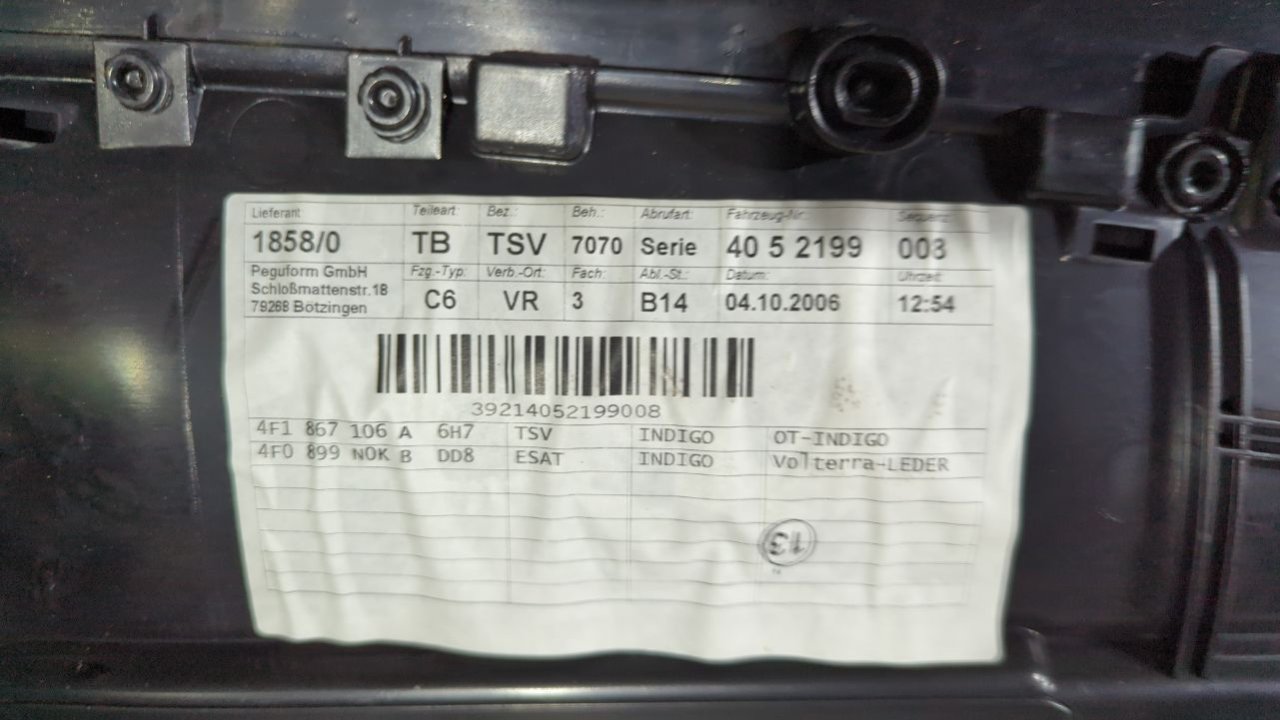 Lieferant Teileart: Bez.: Beh.: Abrufart: Fahrzeug-Nr.: Sequenz
1858/0 TB TSV 7070 Serie 40 5 2199 008
Peguform GmbH Fzg.-Typ: Verb.-Ort: Fach: Abl.-St.: Datum: Uhrzeit
Schloßmattenstr.18 C6 VR 3 B14 04.10.2006 12:54
79268 Bötzingen
39214052199008
4F1 867 106 A 6H7 TSV INDIGO OT-INDIGO
4F0 899 NOK B DD8 ESAT INDIGO Volterra-LEDER
13